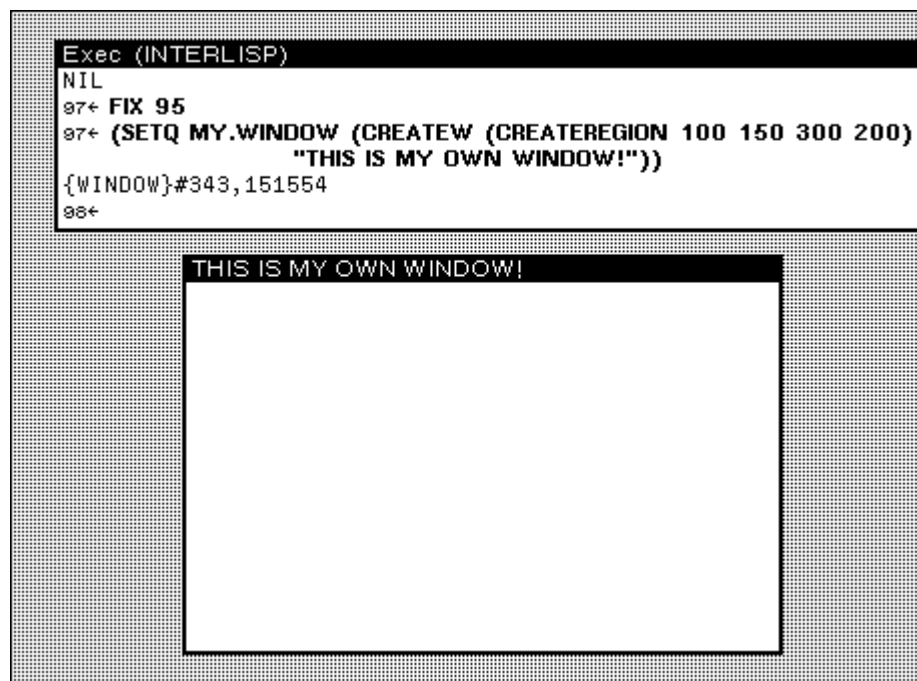 Exec (INTERLISP)
NIL
97← FIX 95
97← (SETQ MY.WINDOW (CREATEW (CREATEREGION 100 150 300 200)
"THIS IS MY OWN WINDOW!"))
{WINDOW}#343,151554
98←
THIS IS MY OWN WINDOW!